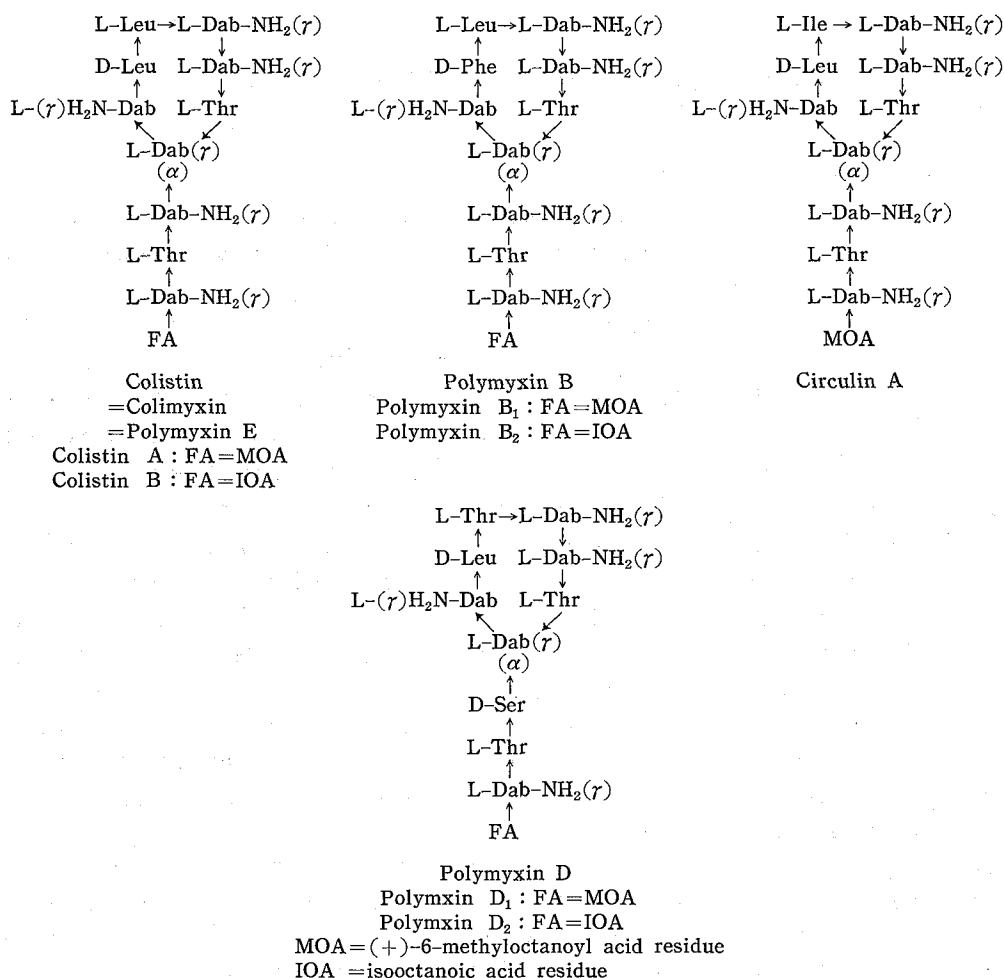 L–Leu→L–Dab–NH₂(γ)
↑ ↓
D–Leu L–Dab–NH₂(γ)
↑ ↓
L–(γ)H₂N–Dab L–Thr
↖ ↙
L–Dab(γ)
(α)
↑
L–Dab–NH₂(γ)
↑
L–Thr
↑
L–Dab–NH₂(γ)
↑
FA
Colistin
=Colimyxin
=Polymyxin E
Colistin A : FA=MOA
Colistin B : FA=IOA
L–Leu→L–Dab–NH₂(γ)
↑ ↓
D–Phe L–Dab–NH₂(γ)
↑ ↓
L–(γ)H₂N–Dab L–Thr
↖ ↙
L–Dab(γ)
(α)
↑
L–Dab–NH₂(γ)
↑
L–Thr
↑
L–Dab–NH₂(γ)
↑
FA
Polymyxin B
Polymyxin B₁ : FA=MOA
Polymyxin B₂ : FA=IOA
L–Ile → L–Dab–NH₂(γ)
↑ ↓
D–Leu L–Dab–NH₂(γ)
↑ ↓
L–(γ)H₂N–Dab L–Thr
↖ ↙
L–Dab(γ)
(α)
↑
L–Dab–NH₂(γ)
↑
L–Thr
↑
L–Dab–NH₂(γ)
↑
MOA
Circulin A
L–Thr→L–Dab–NH₂(γ)
↑ ↓
D–Leu L–Dab–NH₂(γ)
↑ ↓
L–(γ)H₂N–Dab L–Thr
↖ ↙
L–Dab(γ)
(α)
↑
D–Ser
↑
L–Thr
↑
L–Dab–NH₂(γ)
↑
FA
Polymyxin D
Polymxin D₁ : FA=MOA
Polymxin D₂ : FA=IOA
MOA=(+)-6-methyloctanoyl acid residue
IOA =isooctanoic acid residue